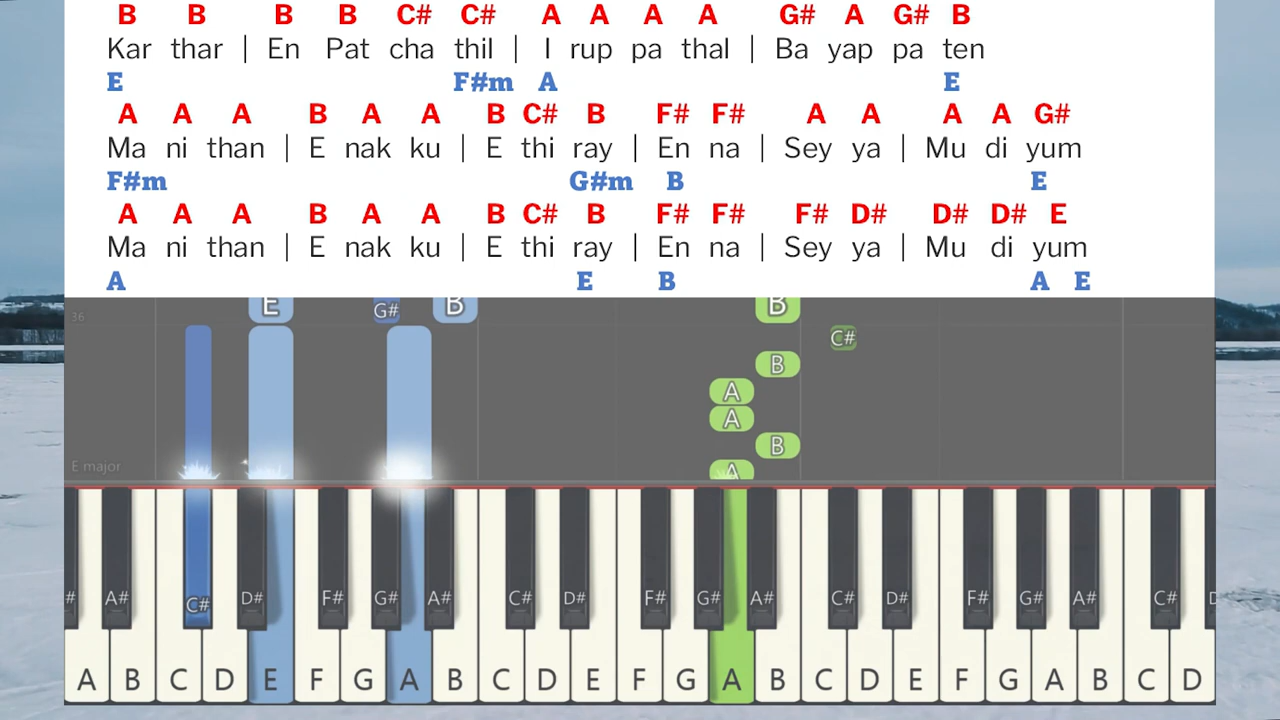 B B B B C# C# A A A A G# A G# B
Kar thar | En Pat cha thil | I rup pa thal | Ba yap pa ten
E F#m A E
A A A B A A B C# B F# F# A A A A G#
Ma ni than | E nak ku | E thi ray | En na | Sey ya | Mu di yum
F#m G#m B E
A A A B A A B C# B F# F# F# D# D# D# E
Ma ni than | E nak ku | E thi ray | En na | Sey ya | Mu di yum
A E B A E
E G# B B
36
C#
B
A
A
B
E major A
# A# C# D# F# G# A# C# D# F# G# A# C# D# F# G# A# C# D
A B C D E F G A B C D E F G A B C D E F G A B C D